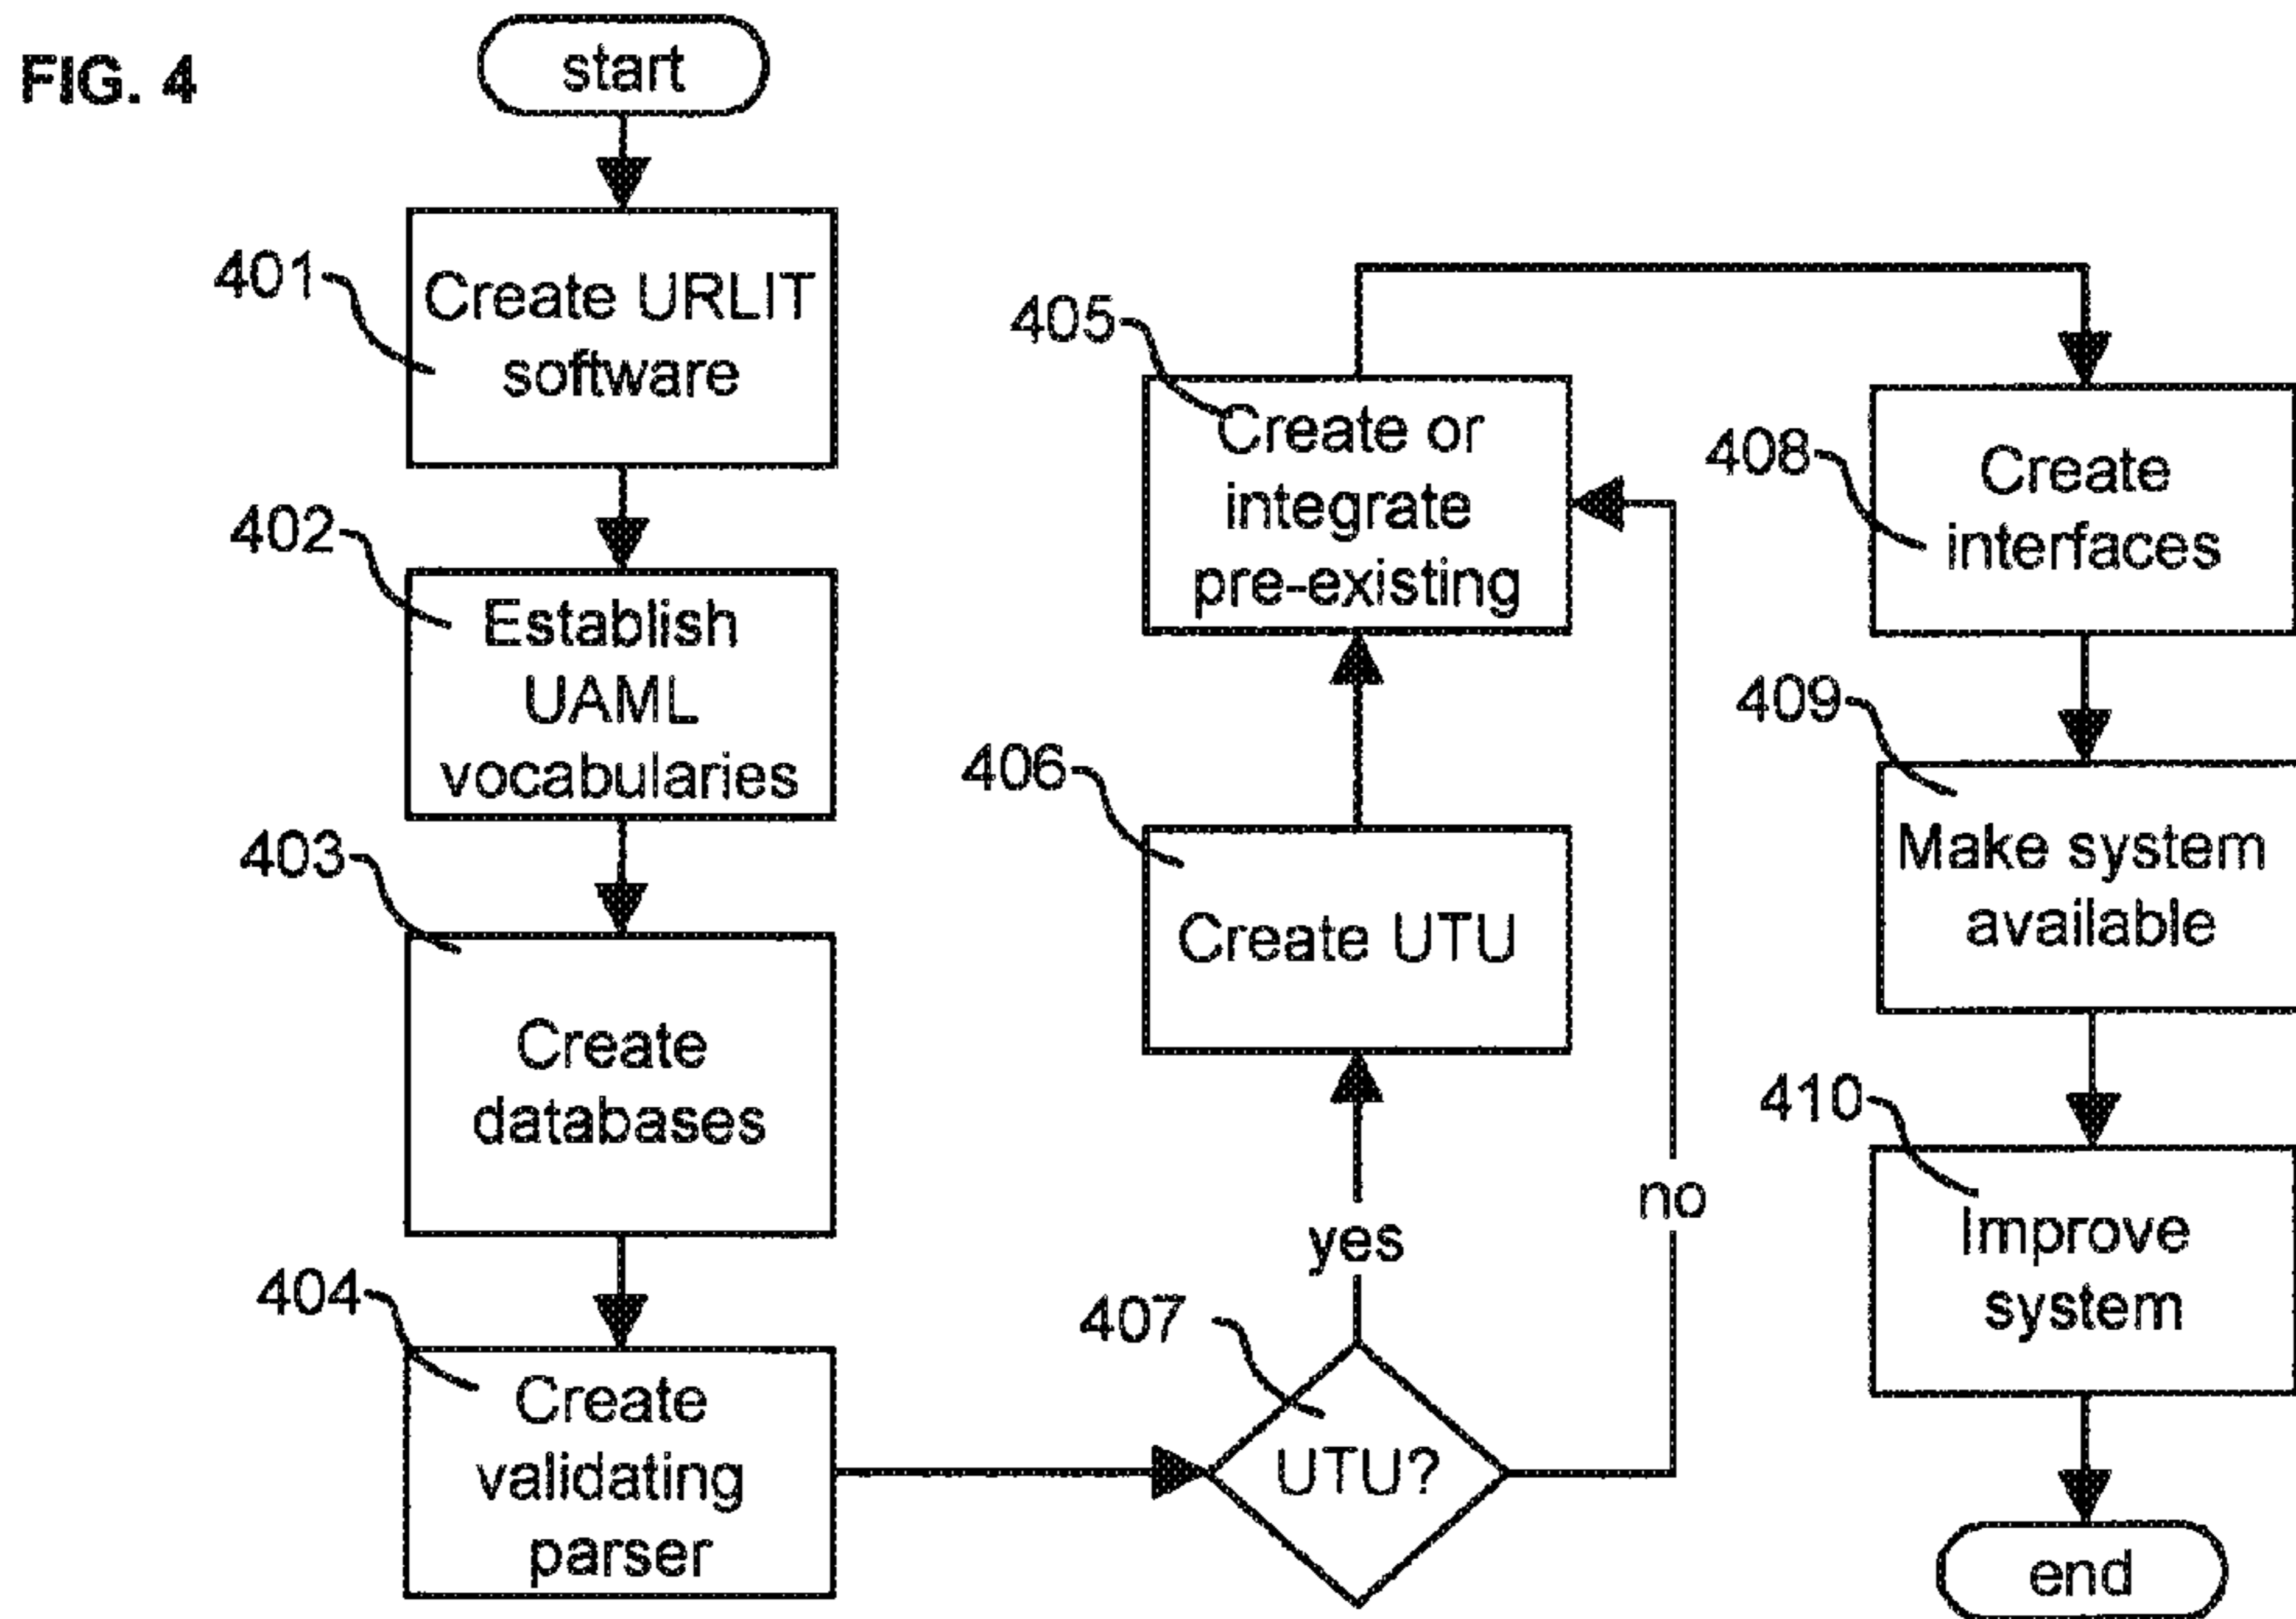 FIG. 4
start
401
Create URLIT
software
402
Establish
UAML
vocabularies
403
Create
databases
404
Create
validating
parser
407
UTU?
yes
no
406
Create UTU
405
Create or
integrate
pre-existing
408
Create
interfaces
409
Make system
available
410
Improve
system
end